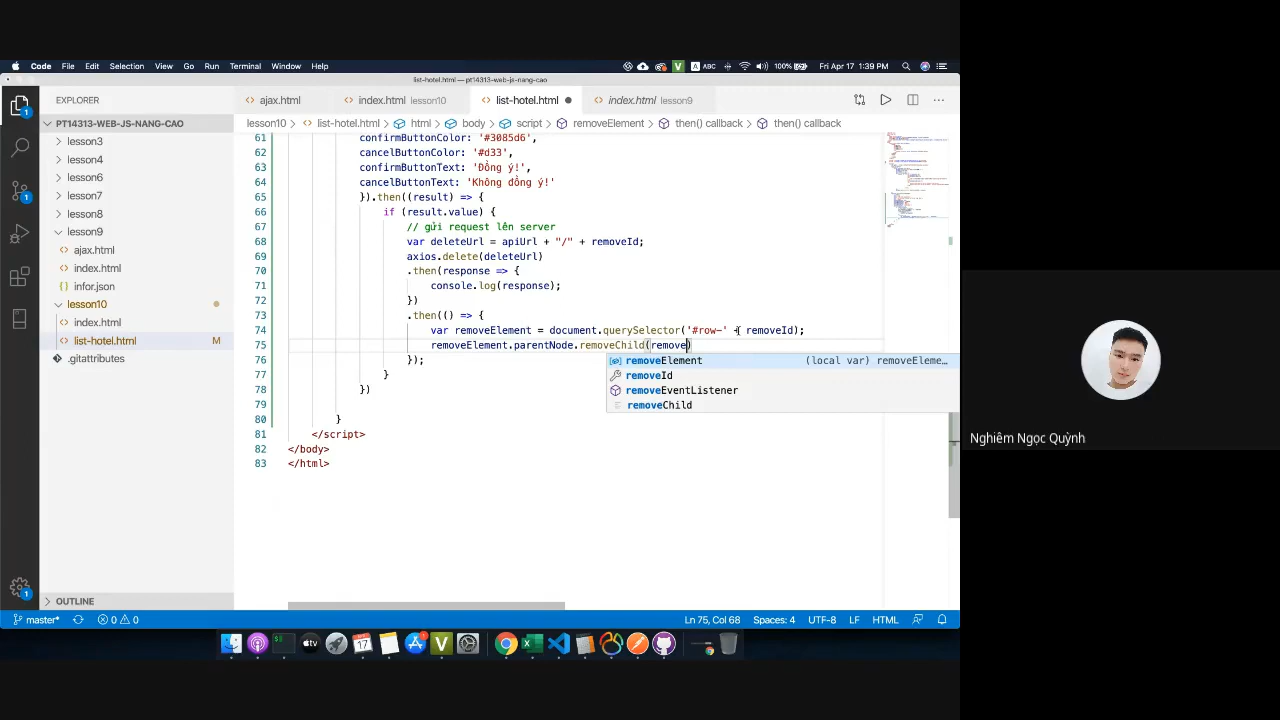 Code File Edit Selection View Go Run Terminal Window Help
V A ABC 100% Fri Apr 17 1:39 PM
list-hotel.html — pt14313-web-js-nang-cao
EXPLORER
ajax.html index.html lesson10 list-hotel.html index.html lesson9
PT14313-WEB-JS-NANG-CAO
lesson10 > list-hotel.html > html > body > script > removeElement > then() callback > then() callback
lesson3
lesson4
lesson6
lesson7
lesson8
lesson9
ajax.html
index.html
infor.json
lesson10
index.html
list-hotel.html M
.gitattributes
61 confirmButtonColor: '#3085d6',
62 cancelButtonColor: '#d33',
63 confirmButtonText: 'Đồng ý!',
64 cancelButtonText: 'Không đồng ý!'
65 }).then((result) => {
66 if (result.value) {
67 // gửi request lên server
68 var deleteUrl = apiUrl + "/" + removeId;
69 axios.delete(deleteUrl)
70 .then(response => {
71 console.log(response);
72 })
73 .then(() => {
74 var removeElement = document.querySelector('#row-' + removeId);
75 removeElement.parentNode.removeChild(remove)
76 });
77 }
78 })
79
80 }
81 </script>
82 </body>
83 </html>
removeElement (local var) removeEleme…
removeId
removeEventListener
removeChild
OUTLINE
master* 0 0 Ln 75, Col 68 Spaces: 4 UTF-8 LF HTML
Nghiêm Ngọc Quỳnh